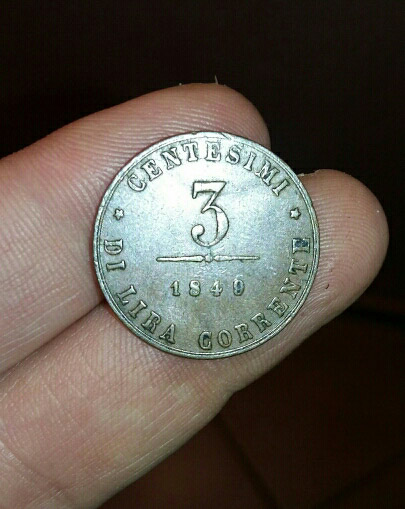 CENTESIMI
3
1849
DI LIRA CORRENTE